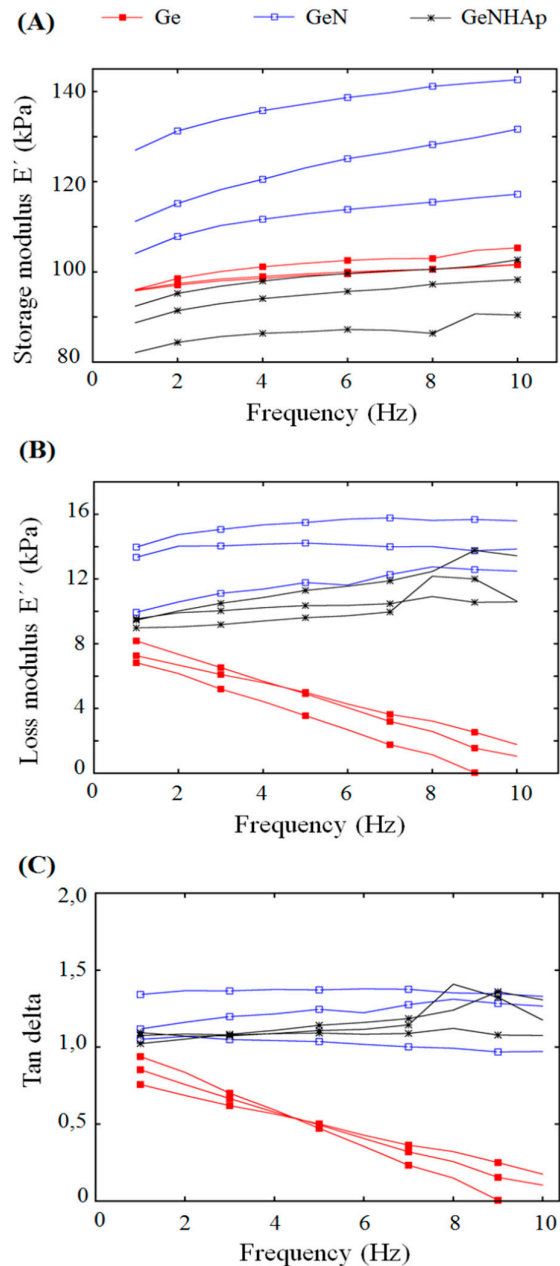 (A)
Ge GeN GeNHAp
Storage modulus E´ (kPa)
140
120
100
80
0 2 4 6 8 10
Frequency (Hz)
(B)
Loss modulus E´´ (kPa)
16
12
8
4
0
0 2 4 6 8 10
Frequency (Hz)
(C)
Tan delta
2,0
1,5
1,0
0,5
0
0 2 4 6 8 10
Frequency (Hz)